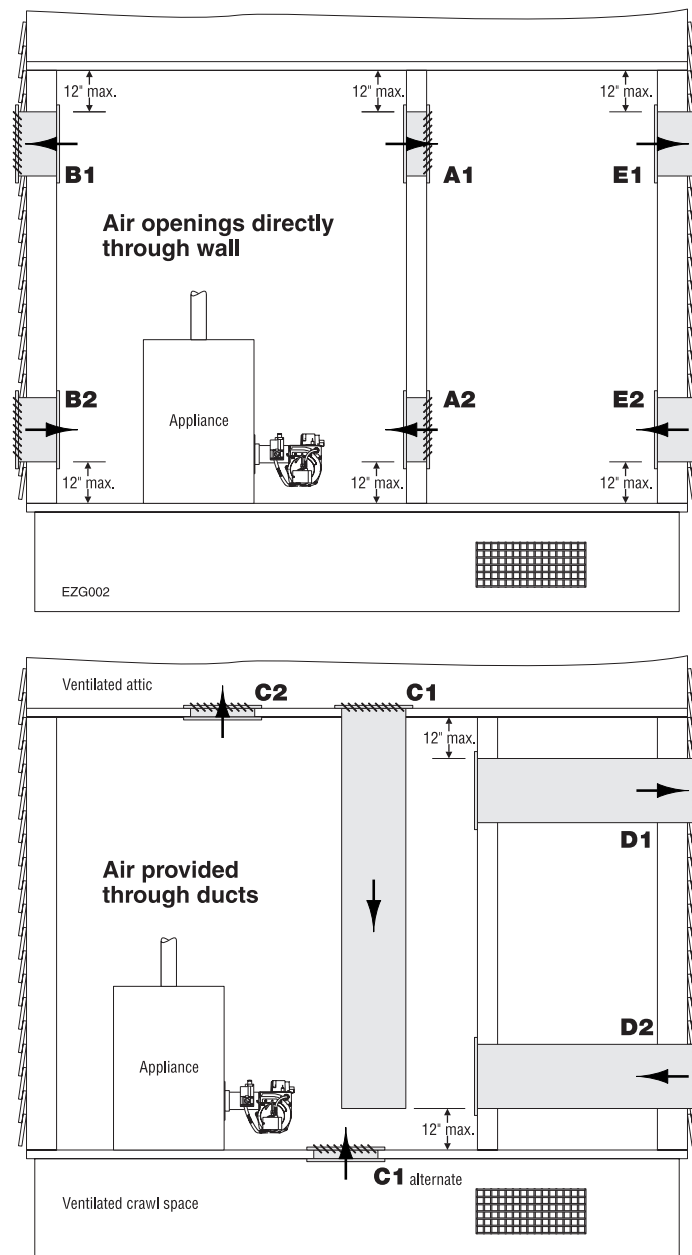 12" max.
12" max.
12" max.
B1
A1
E1
Air openings directly
through wall
B2
A2
E2
Appliance
12" max.
12" max.
12" max.
EZG002
Ventilated attic
C2
C1
12" max.
D1
Air provided
through ducts
D2
Appliance
12" max.
C1 alternate
Ventilated crawl space